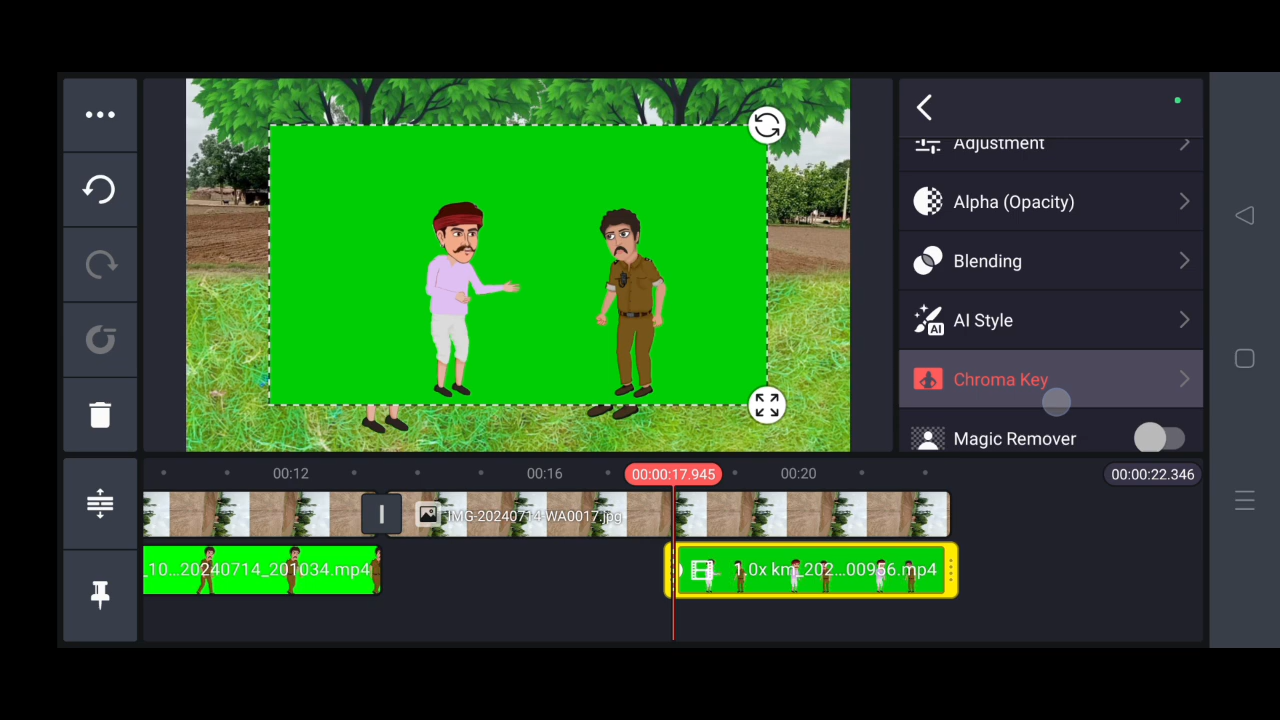 Adjustment
Alpha (Opacity)
Blending
AI Style
AI
Chroma Key
Magic Remover
00:12
00:16
00:00:17.945
00:20
00:00:22.346
IMG-20240714-WA0017.jpg
_10...20240714_201034.mp4
1.0x km_202...00956.mp4